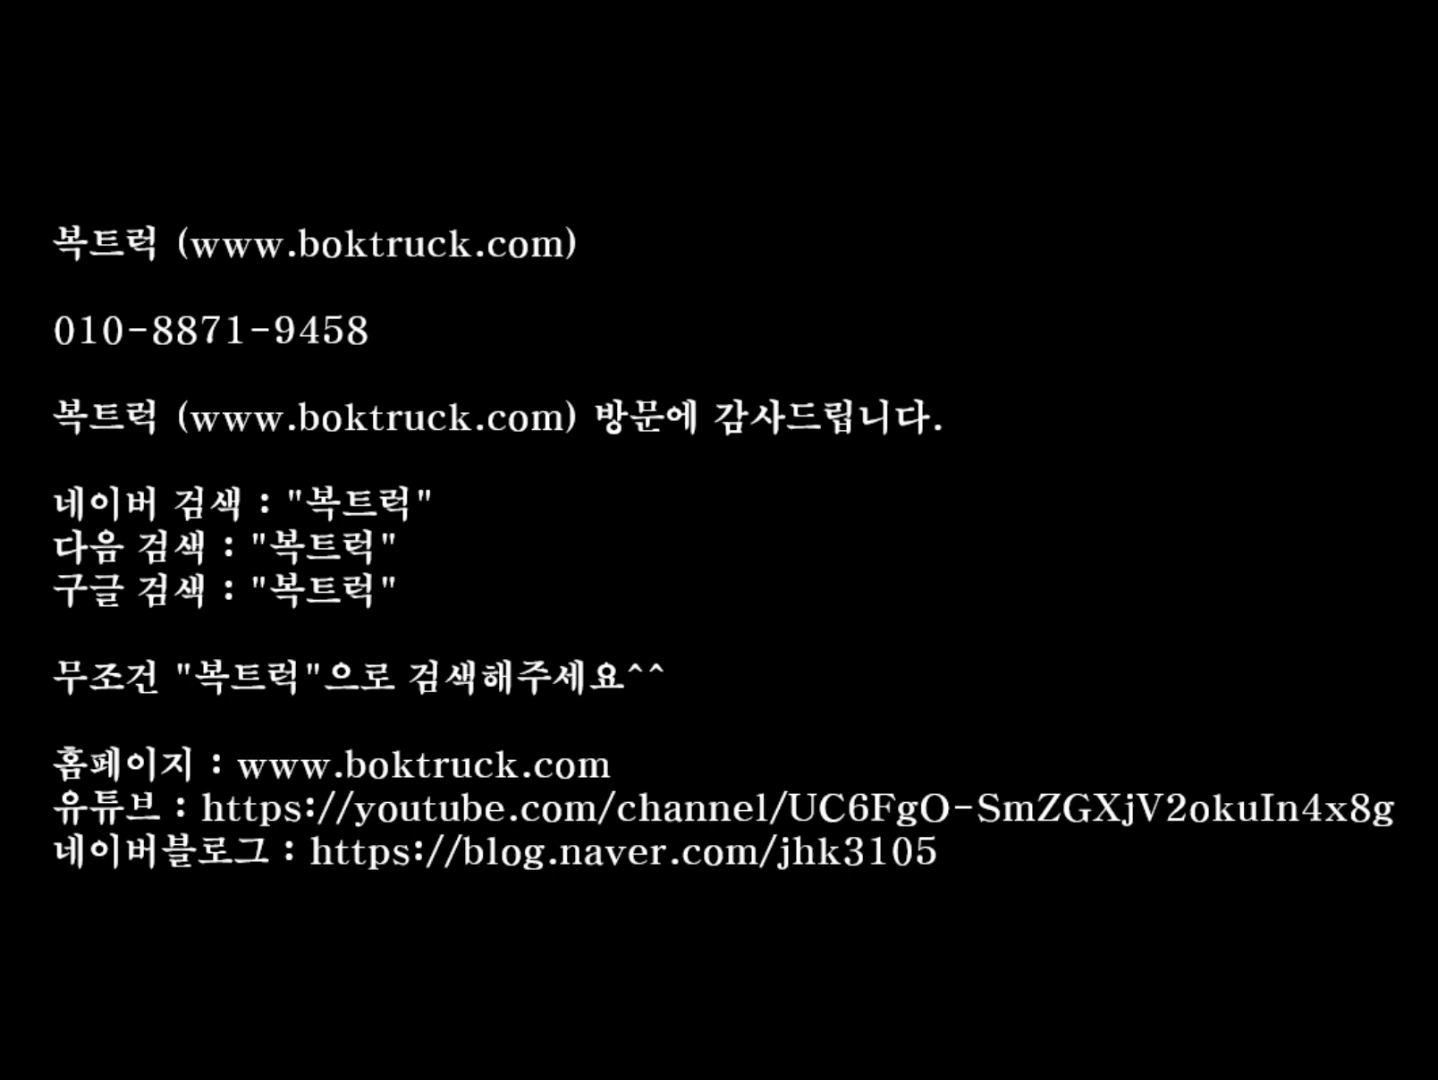 복트럭 (www.boktruck.com)
010-8871-9458
복트럭 (www.boktruck.com) 방문에 감사드립니다.
네이버 검색 : "복트럭"
다음 검색 : "복트럭"
구글 검색 : "복트럭"
무조건 "복트럭"으로 검색해주세요^^
홈페이지 : www.boktruck.com
유튜브 : https://youtube.com/channel/UC6FgO-SmZGXjV2okuIn4x8g
네이버블로그 : https://blog.naver.com/jhk3105